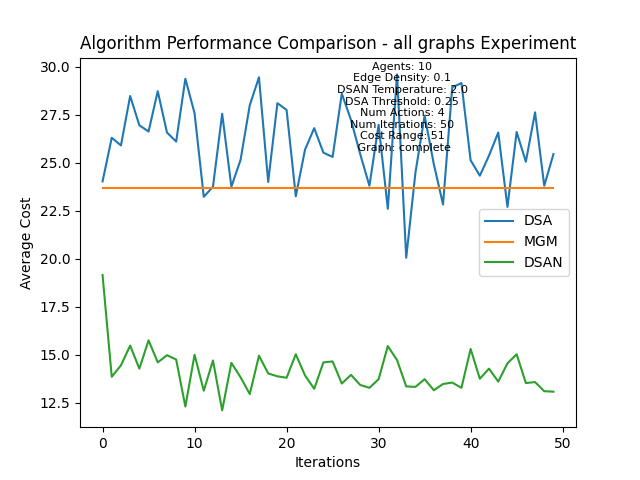 Algorithm Performance Comparison - all graphs Experiment
Agents: 10
Edge Density: 0.1
DSAN Temperature: 2.0
DSA Threshold: 0.25
Num Actions: 4
Num Iterations: 50
Cost Range: 51
Graph: complete
30.0
27.5
25.0
22.5
20.0
17.5
15.0
12.5
Average Cost
DSA
MGM
DSAN
0
10
20
30
40
50
Iterations